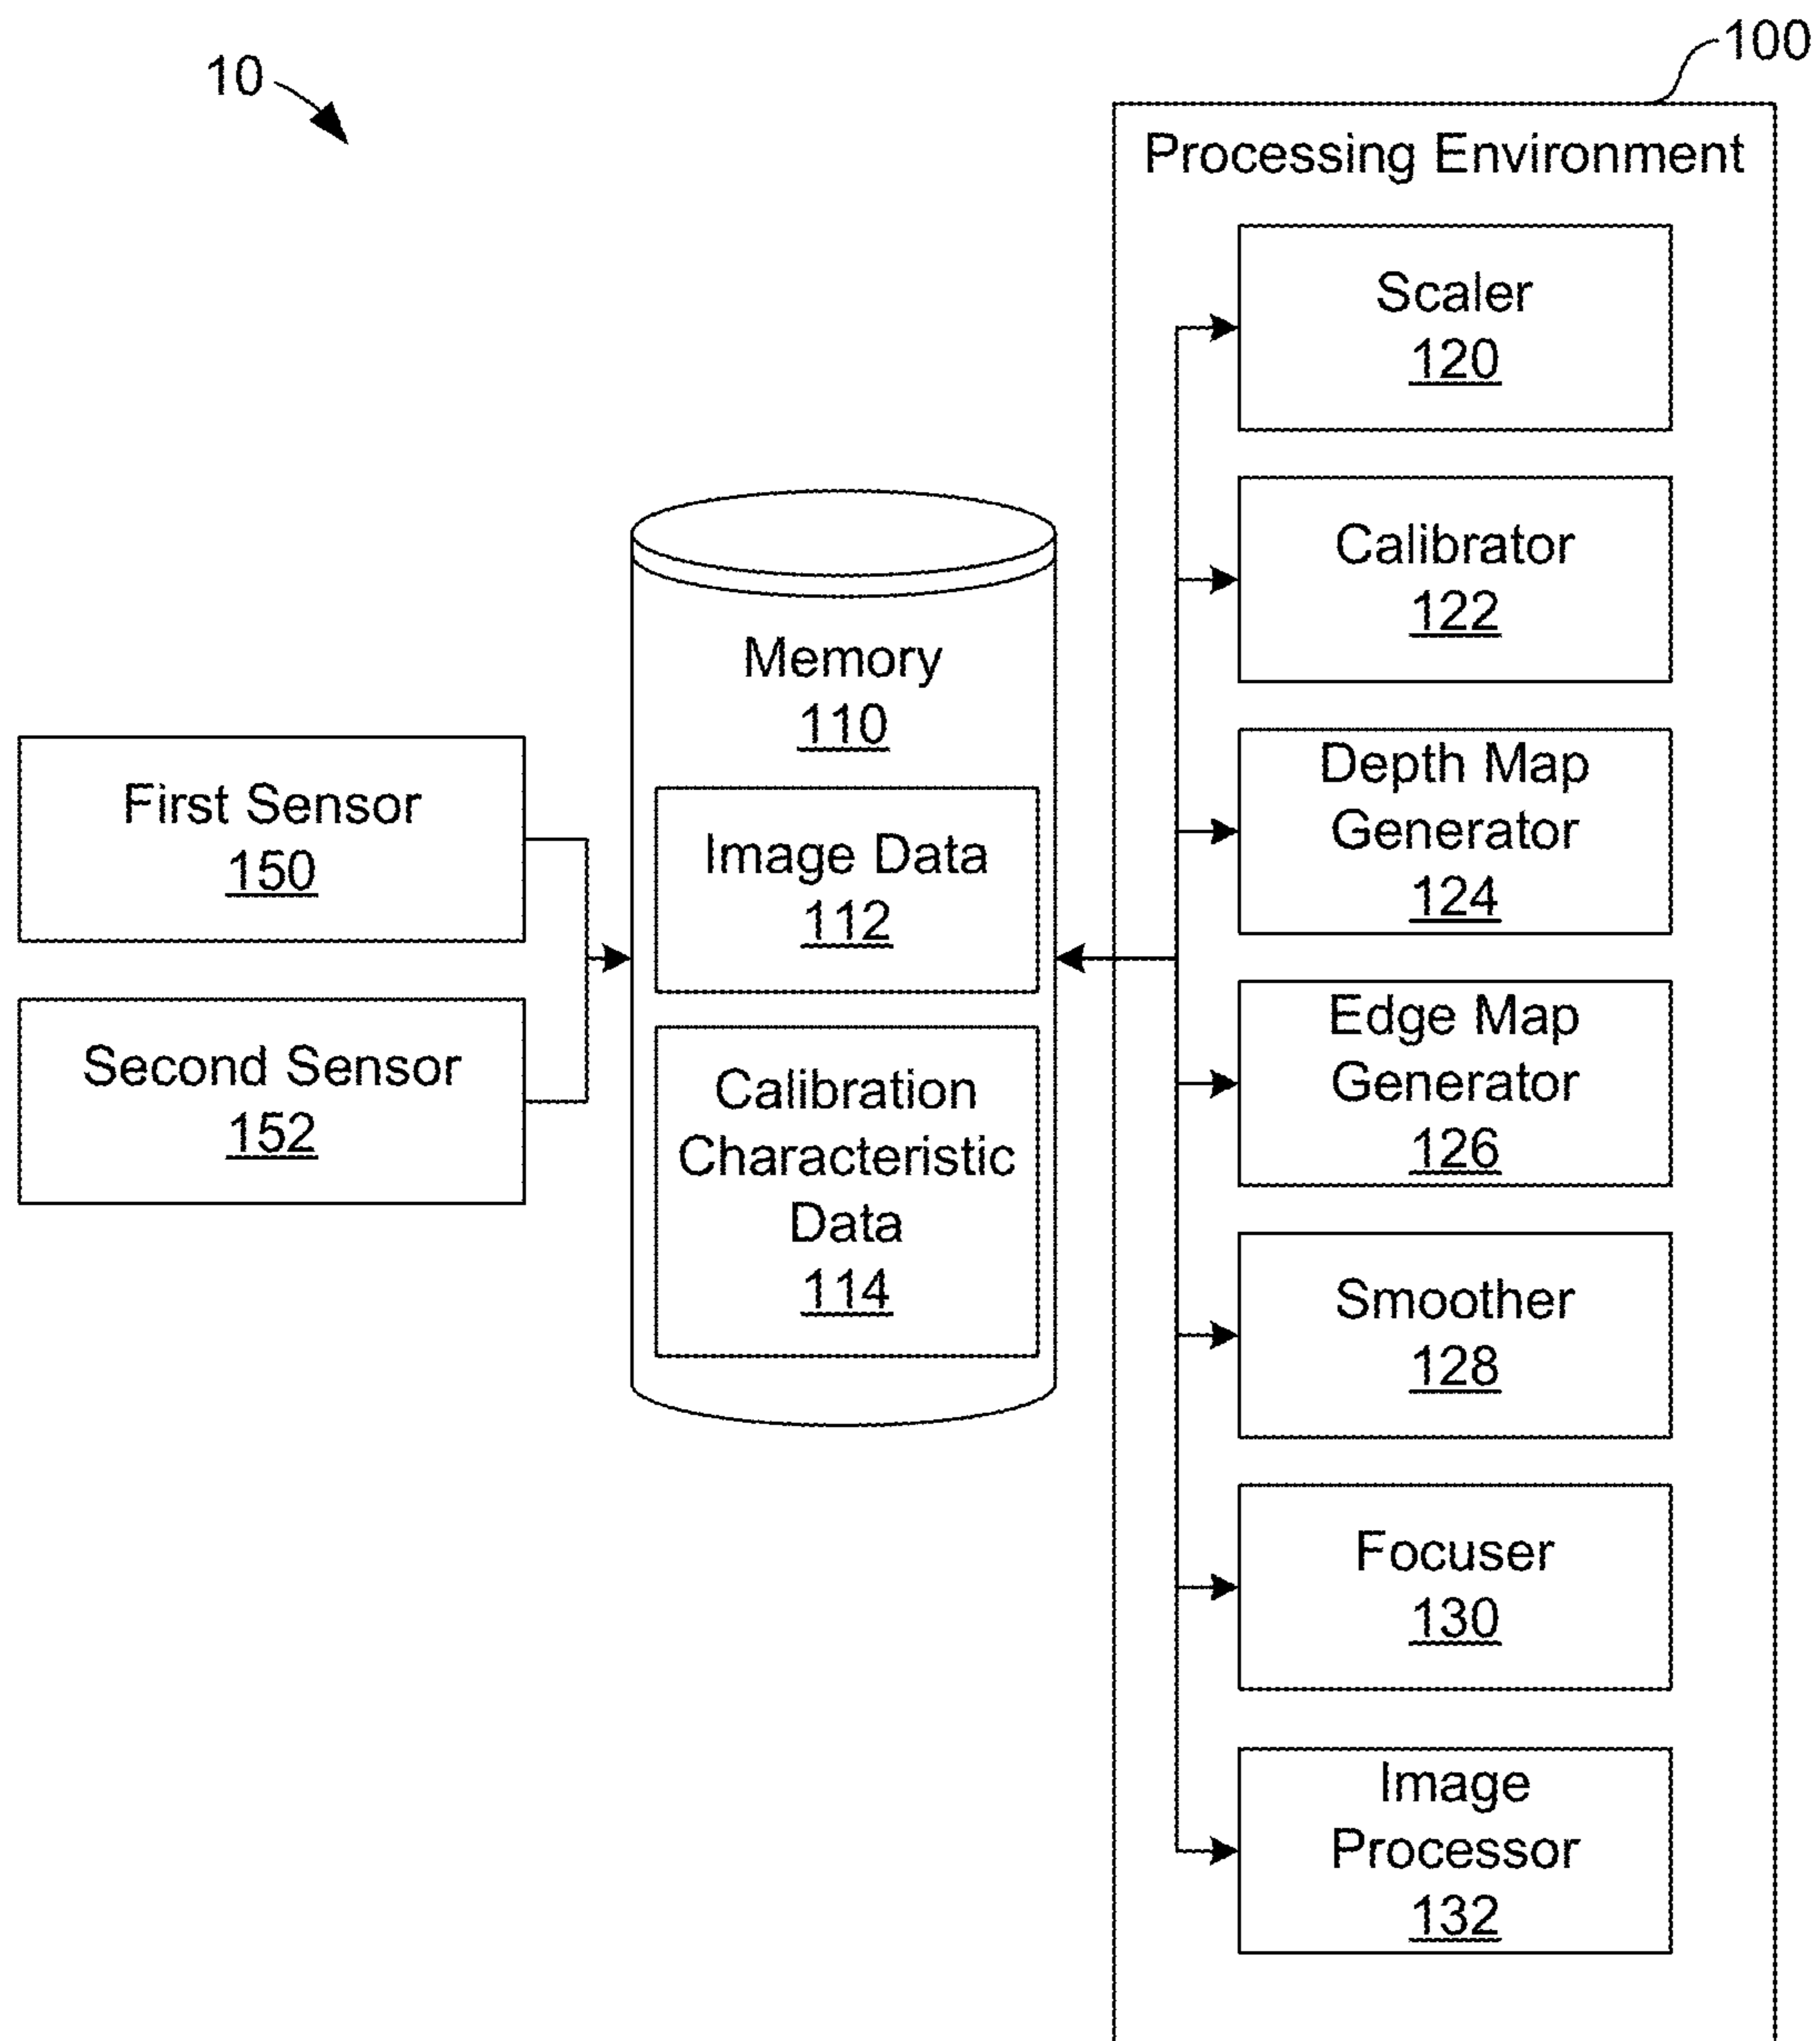 10
100
Processing Environment
Scaler
120
Calibrator
122
Depth Map
Generator
124
Edge Map
Generator
126
Smoother
128
Focuser
130
Image
Processor
132
Memory
110
Image Data
112
Calibration
Characteristic
Data
114
First Sensor
150
Second Sensor
152